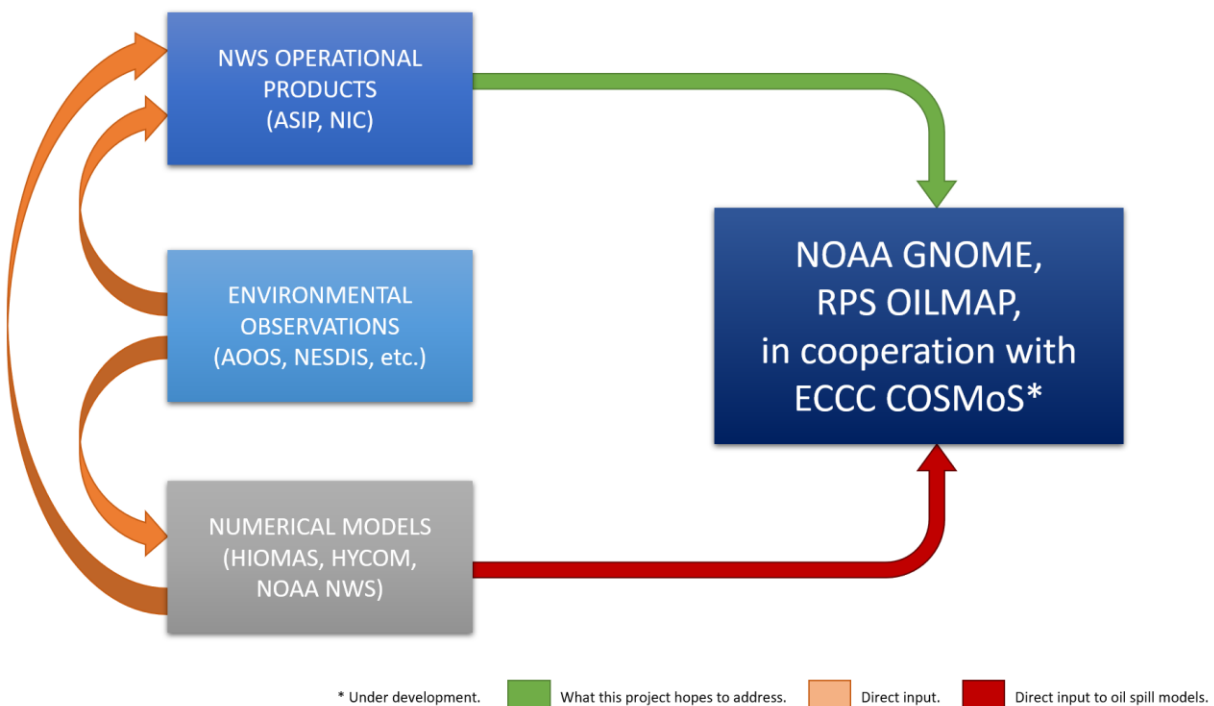 NWS OPERATIONAL
PRODUCTS
(ASIP, NIC)
ENVIRONMENTAL
OBSERVATIONS
(AOOS, NESDIS, etc.)
NUMERICAL MODELS
(HIOMAS, HYCOM,
NOAA NWS)
NOAA GNOME,
RPS OILMAP,
in cooperation with
ECCC COSMoS*
* Under development.
What this project hopes to address.
Direct input.
Direct input to oil spill models.